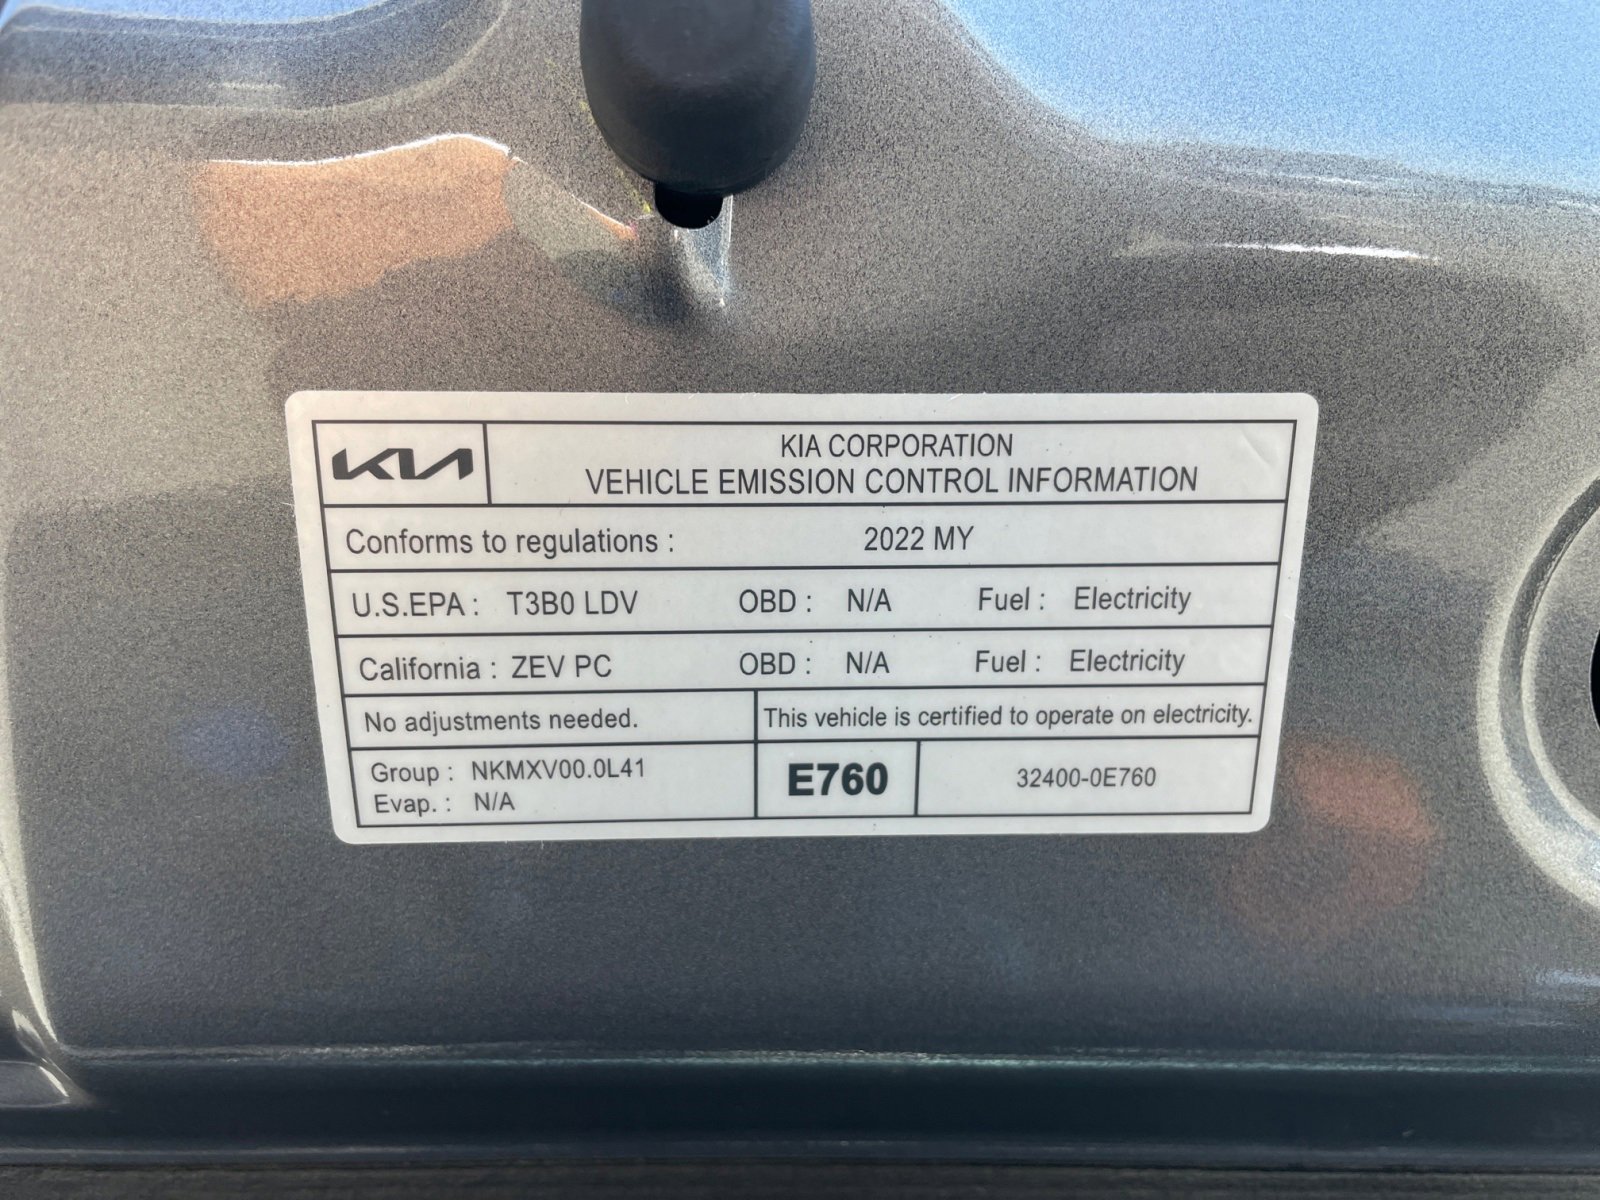 KIA KIA CORPORATION
VEHICLE EMISSION CONTROL INFORMATION
Conforms to regulations : 2022 MY
U.S.EPA : T3B0 LDV OBD : N/A Fuel : Electricity
California : ZEV PC OBD : N/A Fuel : Electricity
No adjustments needed. This vehicle is certified to operate on electricity.
Group : NKMXV00.0L41
Evap. : N/A
E760 32400-0E760